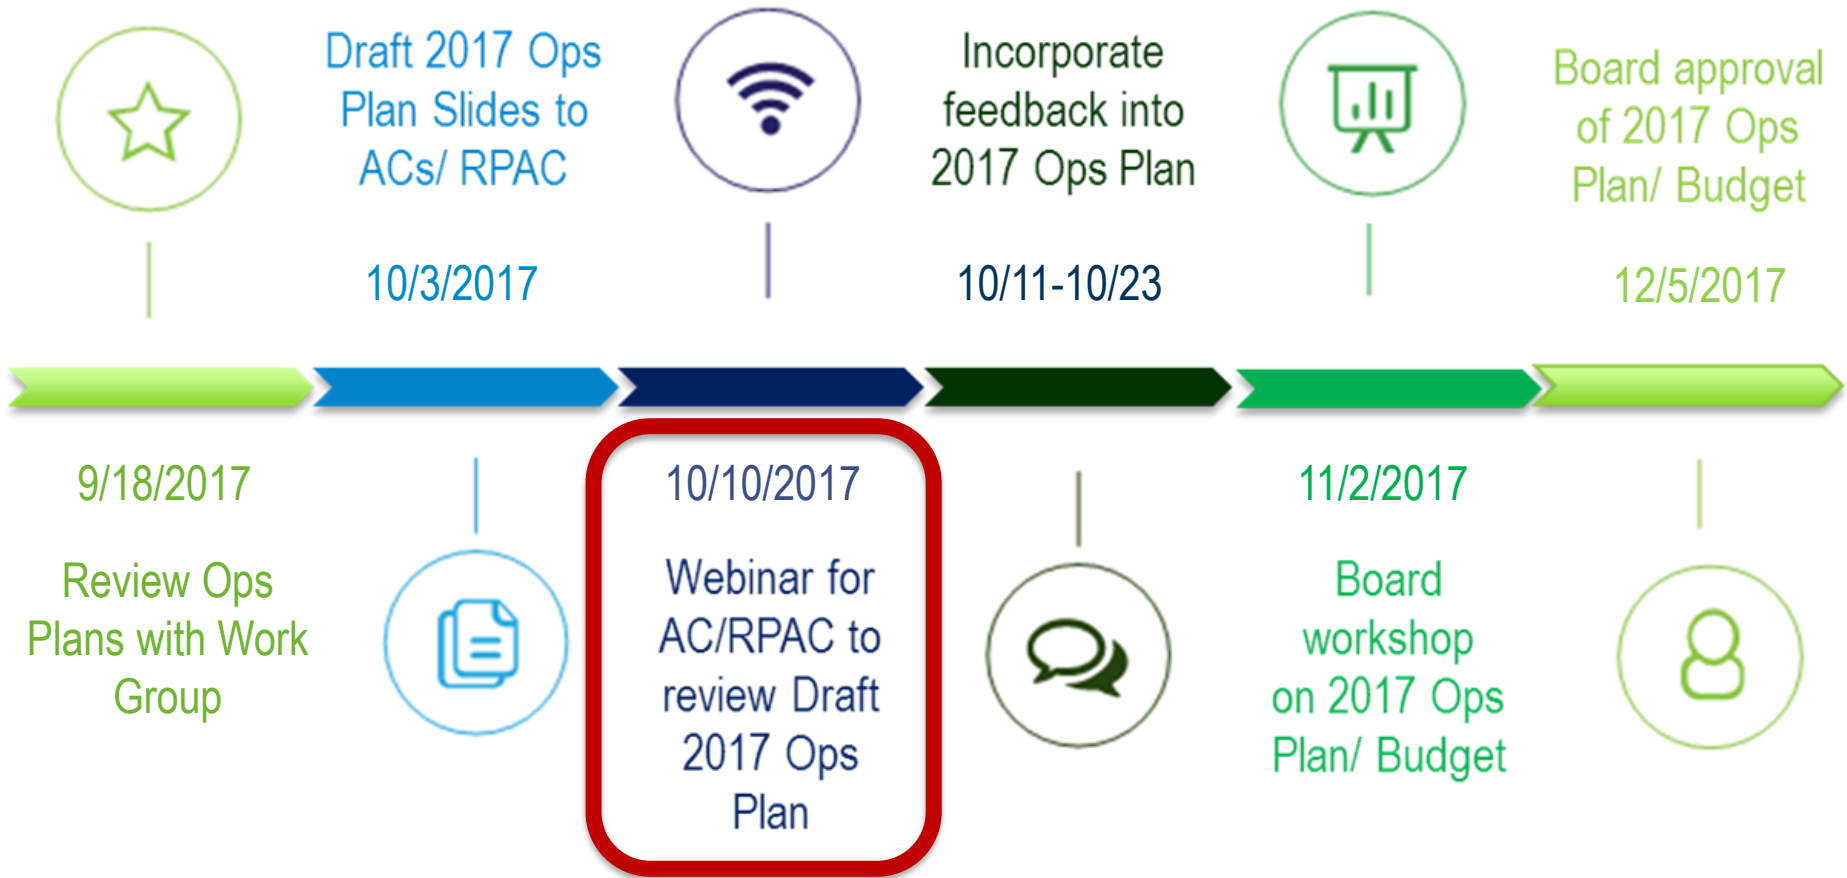 9/18/2017
Review Ops
Plans with Work
Group
Draft 2017 Ops
Plan Slides to
ACs/ RPAC
10/3/2017
10/10/2017
Webinar for
AC/RPAC to
review Draft
2017 Ops
Plan
Incorporate
feedback into
2017 Ops Plan
10/11-10/23
11/2/2017
Board
workshop
on 2017 Ops
Plan/ Budget
Board approval
of 2017 Ops
Plan/ Budget
12/5/2017